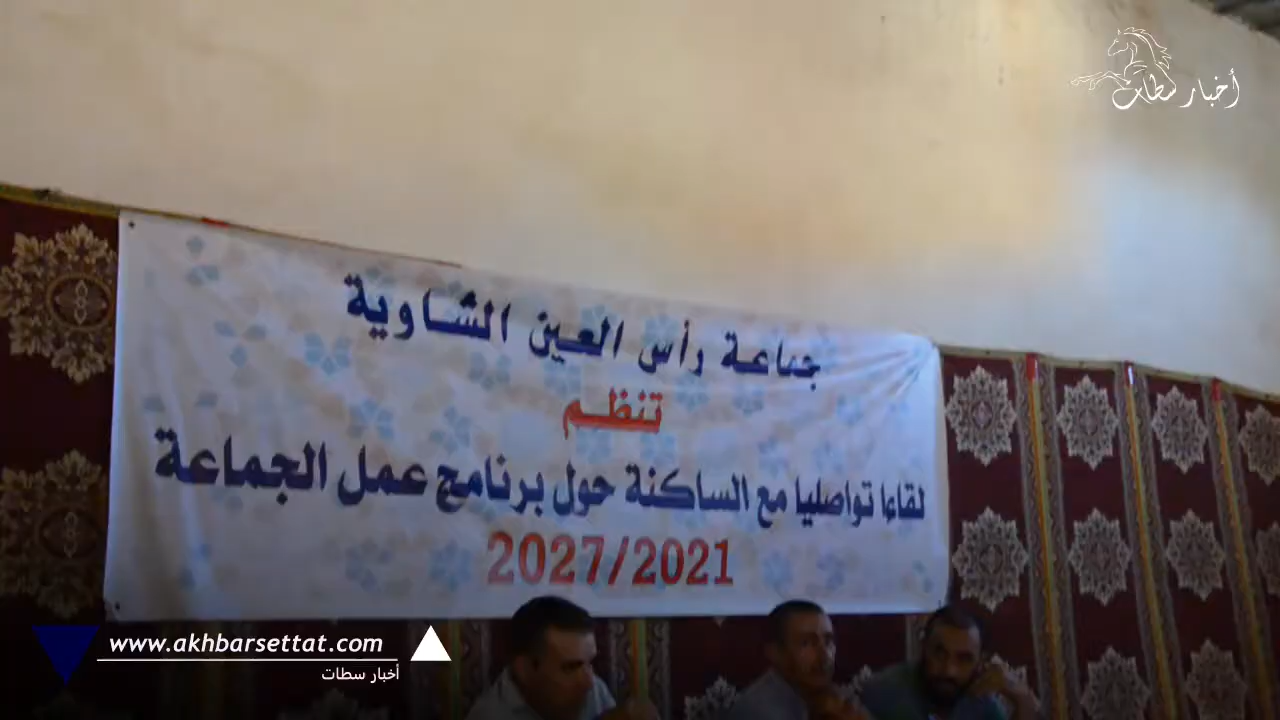 أخبار سطات
جماعة رأس العين الشاوية
تنظم
لقاءا تواصليا مع الساكنة حول برنامج عمل الجماعة
2027/2021
www.akhbarsettat.com
أخبار سطات